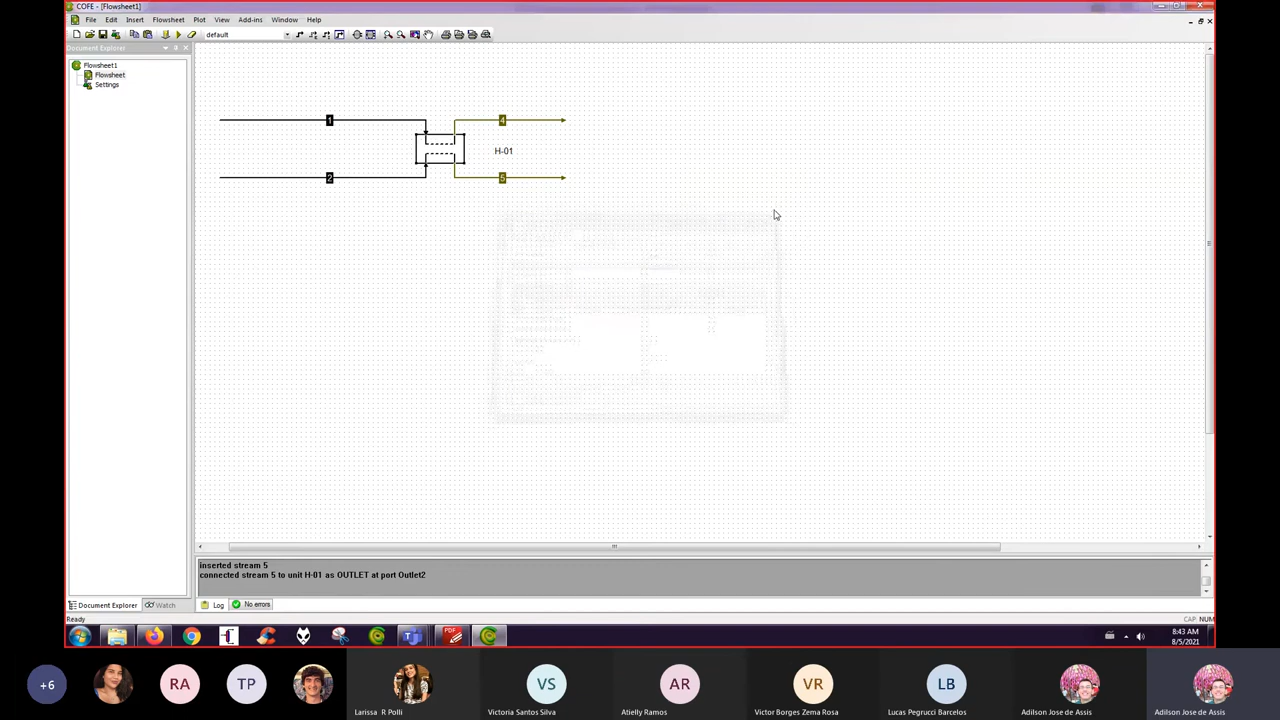 COFE - [Flowsheet1]
File Edit Insert Flowsheet Plot View Add-ins Window Help
default
Document Explorer
Flowsheet1
Flowsheet
Settings
1
4
H-01
2
5
inserted stream 5
connected stream 5 to unit H-01 as OUTLET at port Outlet2
Document Explorer Watch
Log No errors
Ready
CAP NUM
PDF
8:43 AM
8/5/2021
+6
RA
TP
VS
AR
VR
LB
Larissa R Polli
Victoria Santos Silva
Atielly Ramos
Victor Borges Zema Rosa
Lucas Pegrucci Barcelos
Adilson Jose de Assis
Adilson Jose de Assis